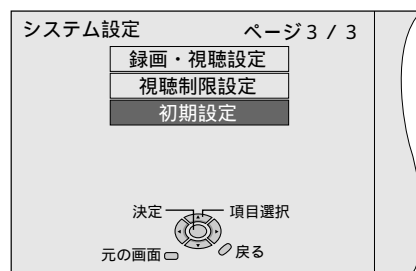 システム設定 ページ3 / 3
録画・視聴設定
視聴制限設定
初期設定
決定 項目選択
元の画面 戻る